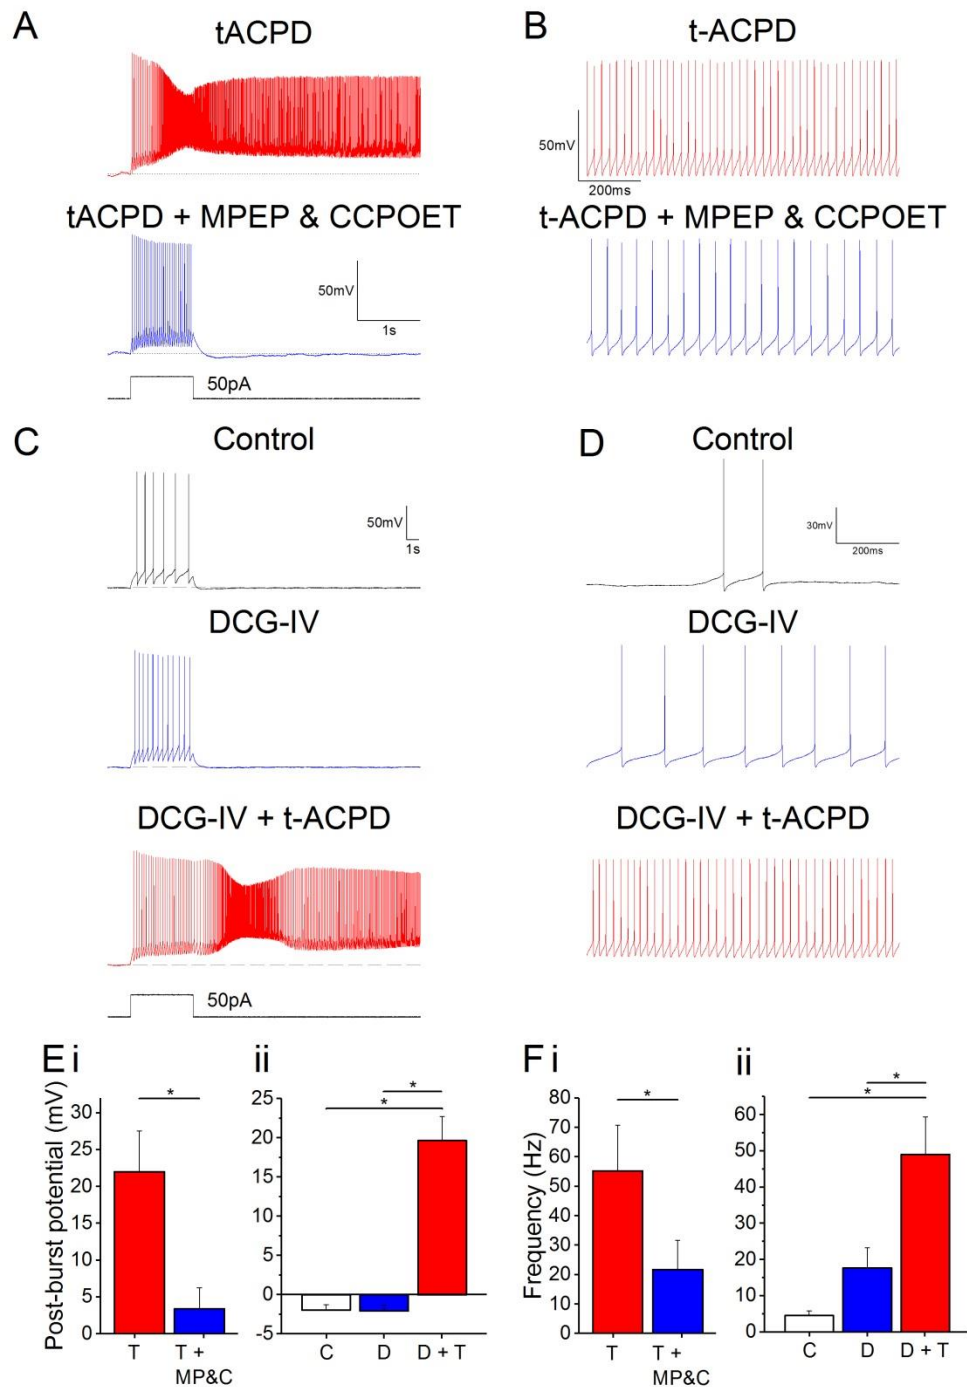 A
tACPD
tACPD + MPEP & CCPOET
50mV
1s
50pA
B
t-ACPD
50mV
200ms
t-ACPD + MPEP & CCPOET
C
Control
50mV
1s
DCG-IV
DCG-IV + t-ACPD
50pA
D
Control
30mV
200ms
DCG-IV
DCG-IV + t-ACPD
E i
Post-burst potential (mV)
30
25
20
15
10
5
0
*
T
T +
MP&C
ii
25
20
15
10
5
0
-5
*
*
C
D
D + T
F i
Frequency (Hz)
80
70
60
50
40
30
20
10
0
*
T
T +
MP&C
ii
60
50
40
30
20
10
0
*
*
C
D
D + T